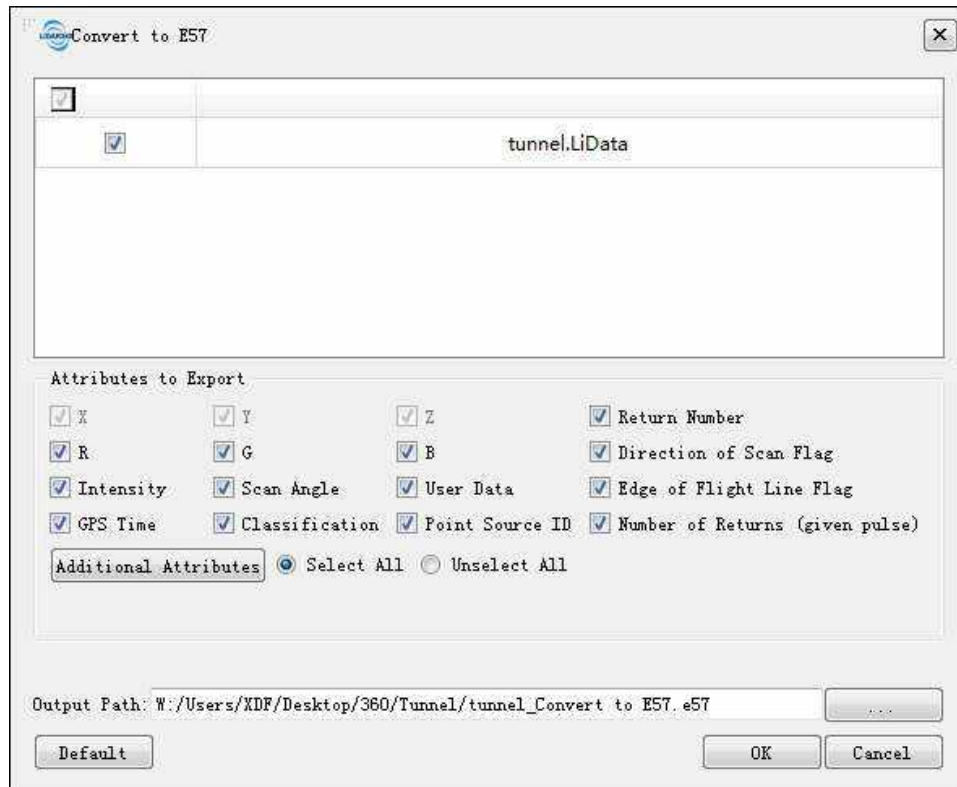 Convert to E57
tunnel.LiData
Attributes to Export
X Y Z Return Number
R G B Direction of Scan Flag
Intensity Scan Angle User Data Edge of Flight Line Flag
GPS Time Classification Point Source ID Number of Returns (given pulse)
Additional Attributes Select All Unselect All
Output Path: W:/Users/XDF/Desktop/360/Tunnel/tunnel_Convert to E57.e57 ...
Default OK Cancel